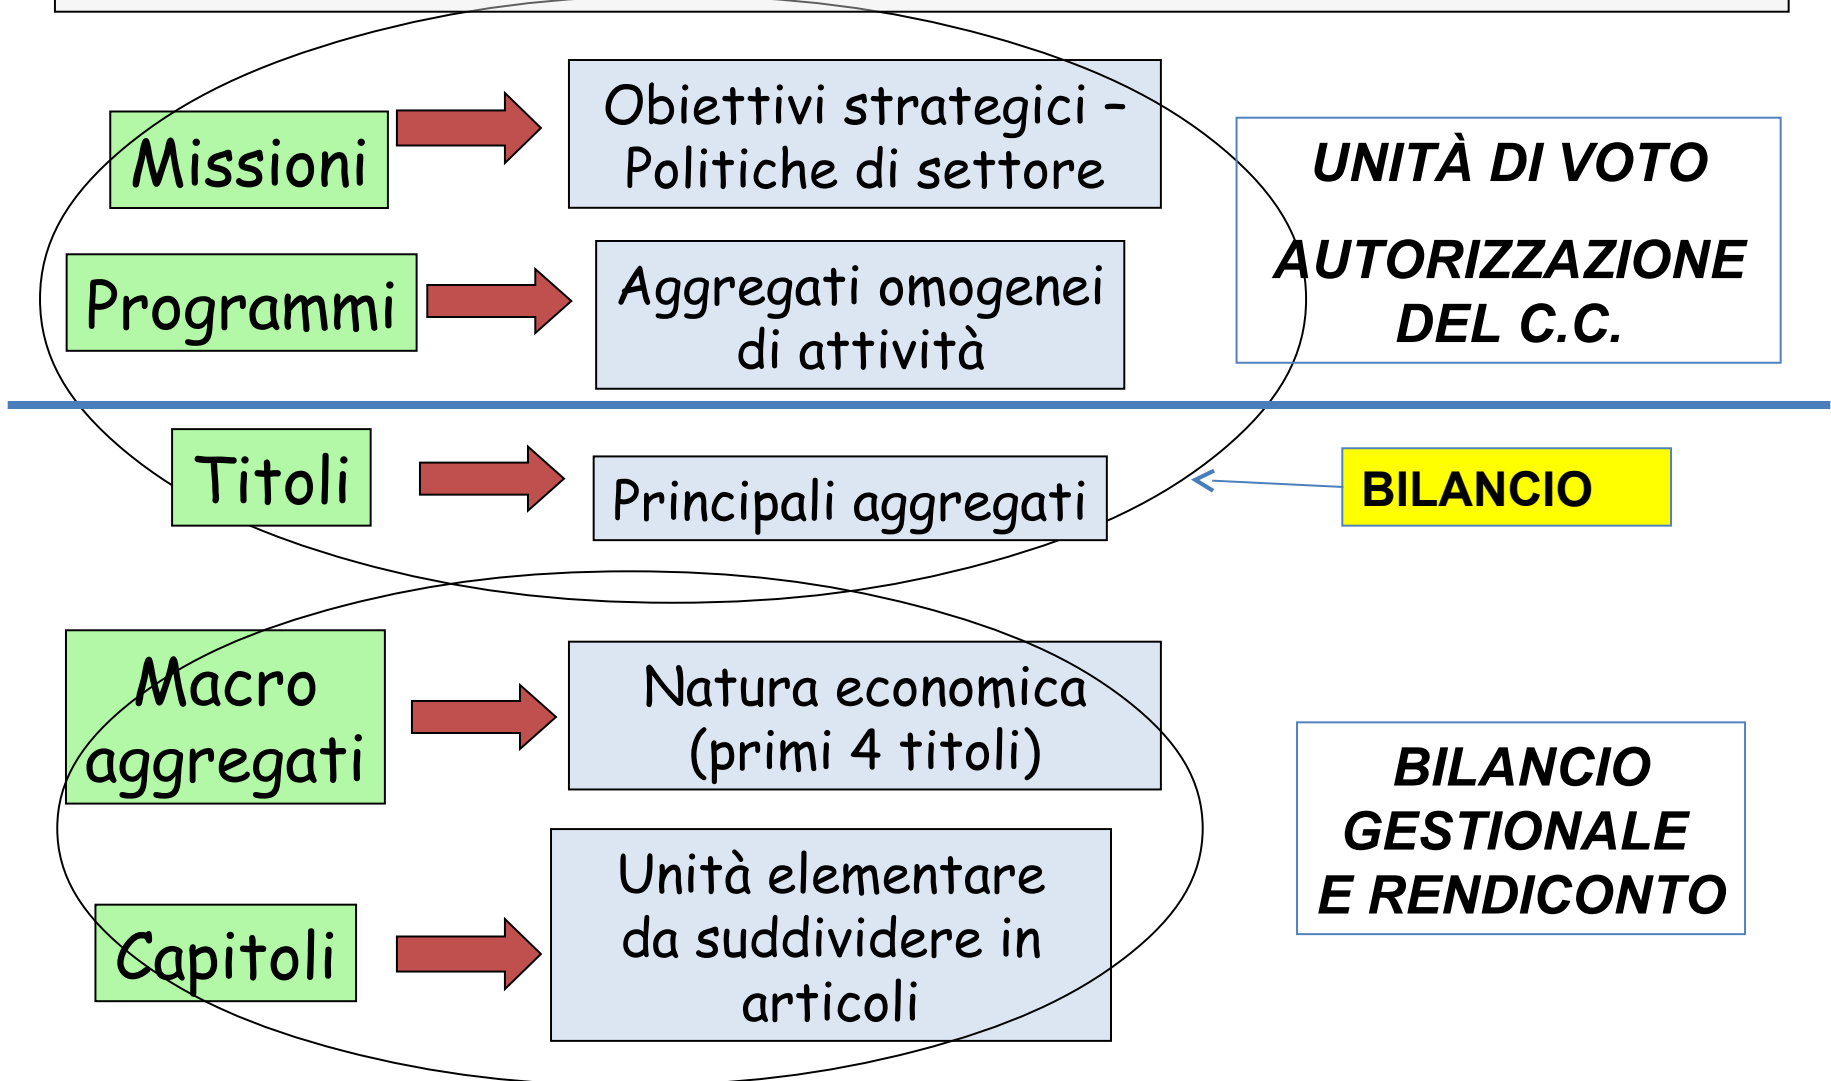 Missioni
Obiettivi strategici –
Politiche di settore
UNITÀ DI VOTO
AUTORIZZAZIONE
DEL C.C.
Programmi
Aggregati omogenei
di attività
Titoli
Principali aggregati
BILANCIO
Macro
aggregati
Natura economica
(primi 4 titoli)
BILANCIO
GESTIONALE
E RENDICONTO
Capitoli
Unità elementare
da suddividere in
articoli